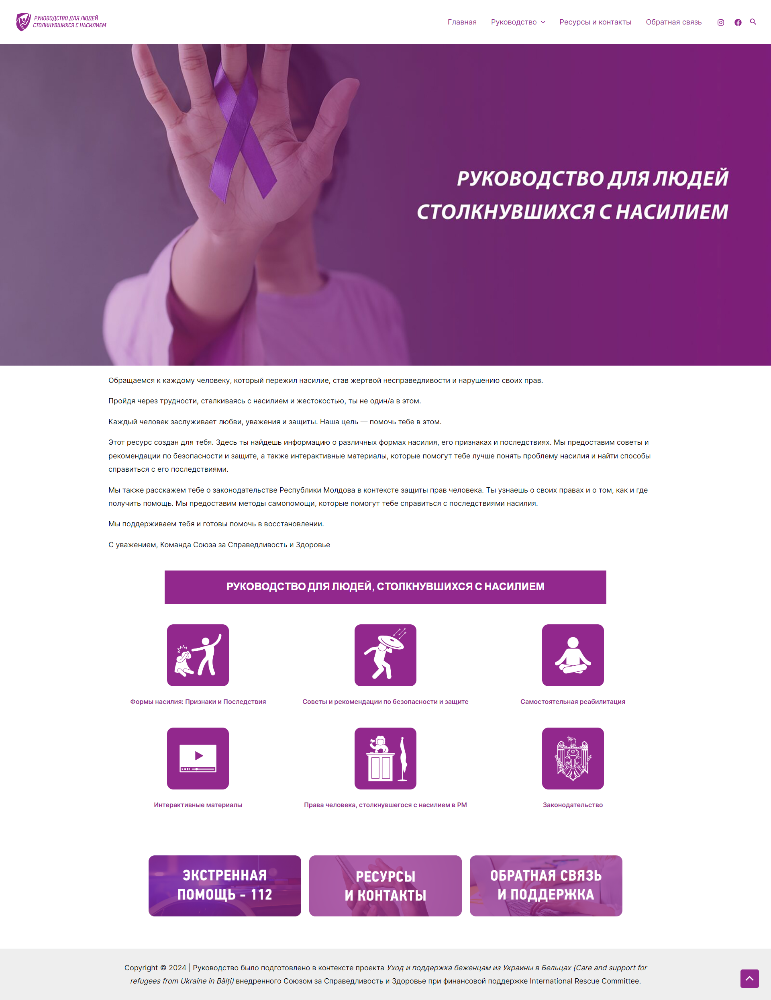 РУКОВОДСТВО ДЛЯ ЛЮДЕЙ
СТОЛКНУВШИХСЯ С НАСИЛИЕМ
Главная Руководство Ресурсы и контакты Обратная связь
РУКОВОДСТВО ДЛЯ ЛЮДЕЙ
СТОЛКНУВШИХСЯ С НАСИЛИЕМ
Обращаемся к каждому человеку, который пережил насилие, став жертвой несправедливости и нарушению своих прав.
Пройдя через трудности, сталкиваясь с насилием и жестокостью, ты не один/а в этом.
Каждый человек заслуживает любви, уважения и защиты. Наша цель — помочь тебе в этом.
Этот ресурс создан для тебя. Здесь ты найдешь информацию о различных формах насилия, его признаках и последствиях. Мы предоставим советы и
рекомендации по безопасности и защите, а также интерактивные материалы, которые помогут тебе лучше понять проблему насилия и найти способы
справиться с его последствиями.
Мы также расскажем тебе о законодательстве Республики Молдова в контексте защиты прав человека. Ты узнаешь о своих правах и о том, как и где
получить помощь. Мы предоставим методы самопомощи, которые помогут тебе справиться с последствиями насилия.
Мы поддерживаем тебя и готовы помочь в восстановлении.
С уважением, Команда Союза за Справедливость и Здоровье
РУКОВОДСТВО ДЛЯ ЛЮДЕЙ, СТОЛКНУВШИХСЯ С НАСИЛИЕМ
Формы насилия: Признаки и Последствия
Советы и рекомендации по безопасности и защите
Самостоятельная реабилитация
Интерактивные материалы
Права человека, столкнувшегося с насилием в РМ
Законодательство
ЭКСТРЕННАЯ
ПОМОЩЬ - 112
РЕСУРСЫ
И КОНТАКТЫ
ОБРАТНАЯ СВЯЗЬ
И ПОДДЕРЖКА
Copyright © 2024 | Руководство было подготовлено в контексте проекта Уход и поддержка беженцам из Украины в Бельцах (Care and support for
refugees from Ukraine in Bălți) внедренного Союзом за Справедливость и Здоровье при финансовой поддержке International Rescue Committee.